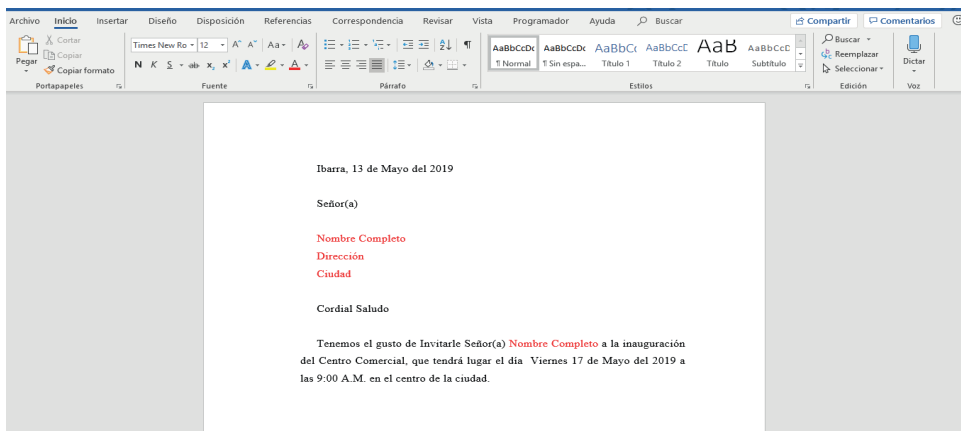 Archivo Inicio Insertar Diseño Disposición Referencias Correspondencia Revisar Vista Programador Ayuda Buscar Compartir Comentarios
Pegar
Cortar
Copiar
Copiar formato
Portapapeles
Times New Ro 12 A A Aa A
N K S ab x, x² A A
Fuente
Párrafo
AaBbCcDc AaBbCcDc AaBbCc AaBbCcE AaB AaBbCcE
¶ Normal ¶ Sin espa... Título 1 Título 2 Título Subtítulo
Estilos
Buscar
Reemplazar
Seleccionar
Edición
Dictar
Voz
Ibarra, 13 de Mayo del 2019
Señor(a)
Nombre Completo
Dirección
Ciudad
Cordial Saludo
Tenemos el gusto de Invitarle Señor(a) Nombre Completo a la inauguración
del Centro Comercial, que tendrá lugar el día Viernes 17 de Mayo del 2019 a
las 9:00 A.M. en el centro de la ciudad.